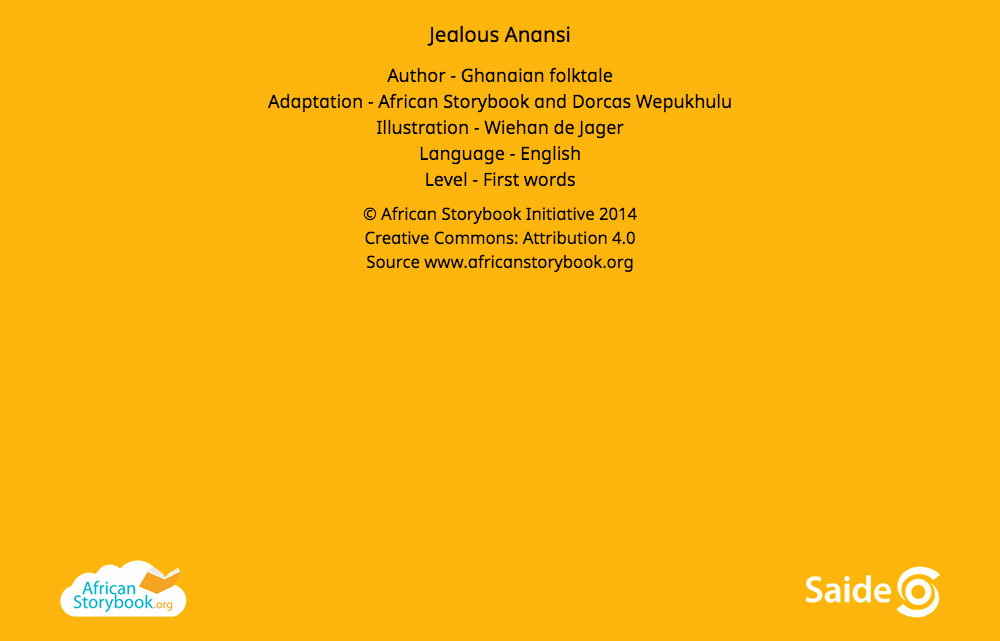 Jealous Anansi
Author - Ghanaian folktale
Adaptation - African Storybook and Dorcas Wepukhulu
Illustration - Wiehan de Jager
Language - English
Level - First words
© African Storybook Initiative 2014
Creative Commons: Attribution 4.0
Source www.africanstorybook.org
African
Storybook.org
Saide